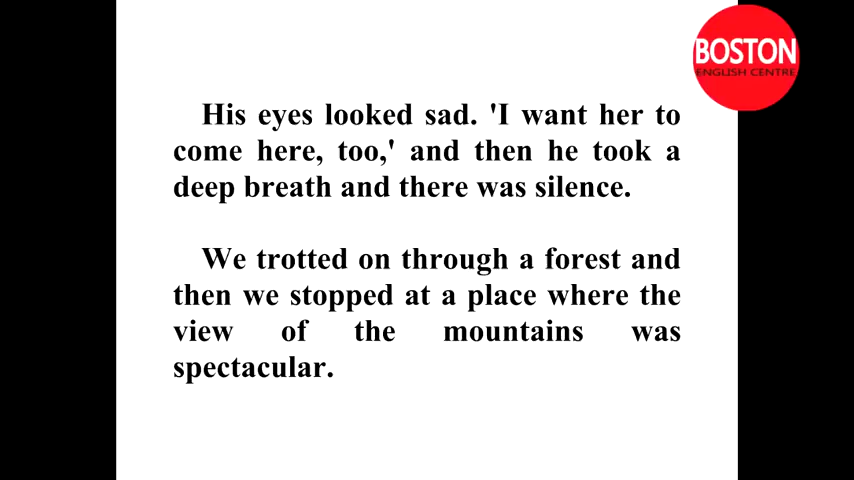 BOSTON
ENGLISH CENTRE
His eyes looked sad. 'I want her to
come here, too,' and then he took a
deep breath and there was silence.
We trotted on through a forest and
then we stopped at a place where the
view of the mountains was
spectacular.